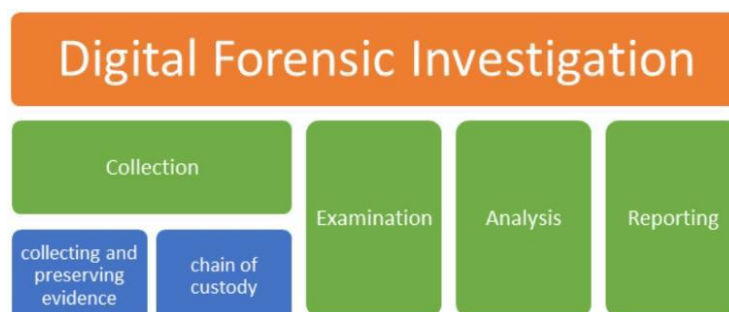 Digital Forensic Investigation
Collection
Examination
Analysis
Reporting
collecting and
preserving
evidence
chain of
custody